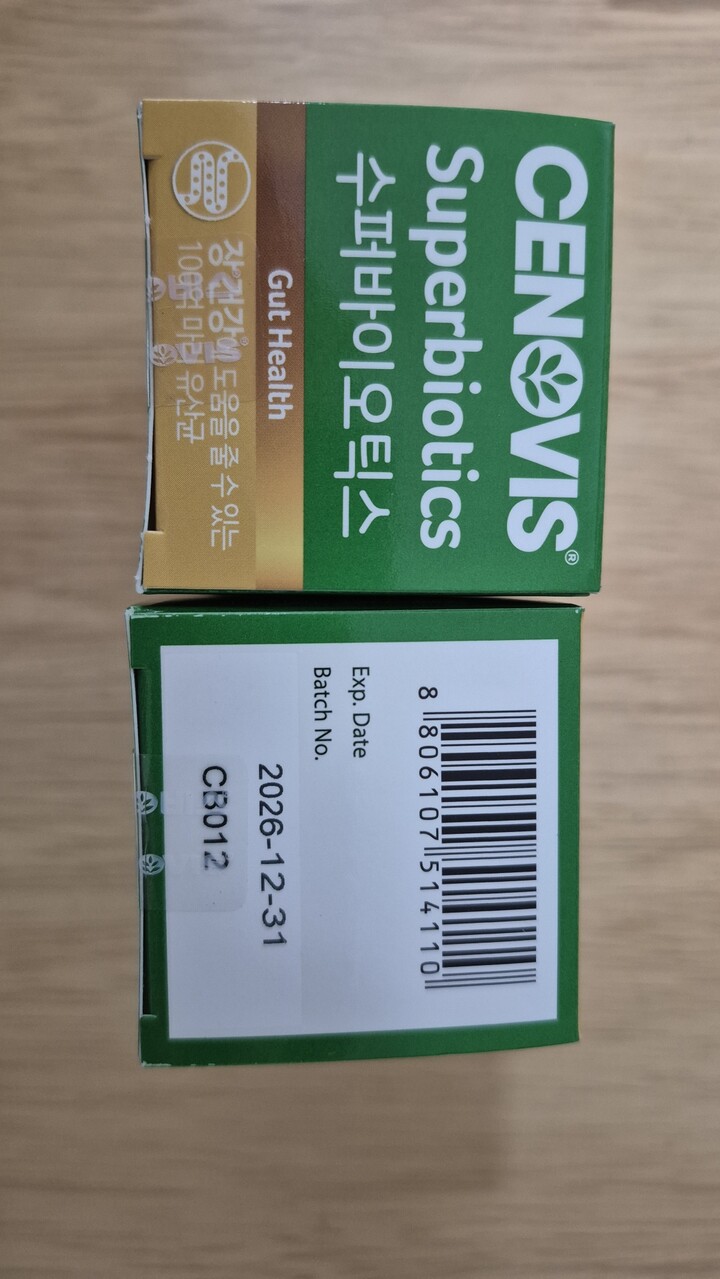 CENOVIS®
Superbiotics
수퍼바이오틱스
Gut Health
장 건강에 도움을 줄 수 있는
100억 마리 유산균
8 806107 514110
Exp. Date
Batch No.
2026-12-31
CB012